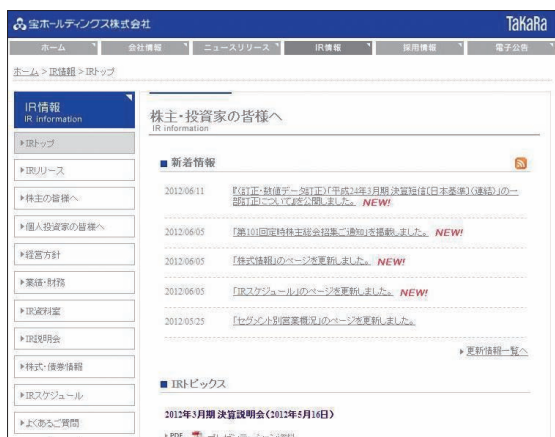 宝ホールディングス株式会社
TaKaRa
ホーム
会社情報
ニュースリリース
IR情報
採用情報
電子公告
ホーム > IR情報 > IRトップ
IR情報
IR information
IRトップ
IRリリース
株主の皆様へ
個人投資家の皆様へ
経営方針
業績・財務
IR資料室
IR説明会
株式・債券情報
IRスケジュール
よくあるご質問
株主・投資家の皆様へ
IR information
新着情報
2012/06/11 『(訂正・数値データ訂正)「平成24年3月期 決算短信〔日本基準〕(連結)」の一
部訂正について』を公開しました。 NEW!
2012/06/05 「第101回定時株主総会招集ご通知」を掲載しました。 NEW!
2012/06/05 「株式情報」のページを更新しました。 NEW!
2012/06/05 「IRスケジュール」のページを更新しました。 NEW!
2012/05/25 「セグメント別営業概況」のページを更新しました。
更新情報一覧へ
IRトピックス
2012年3月期 決算説明会(2012年5月16日)
PDF